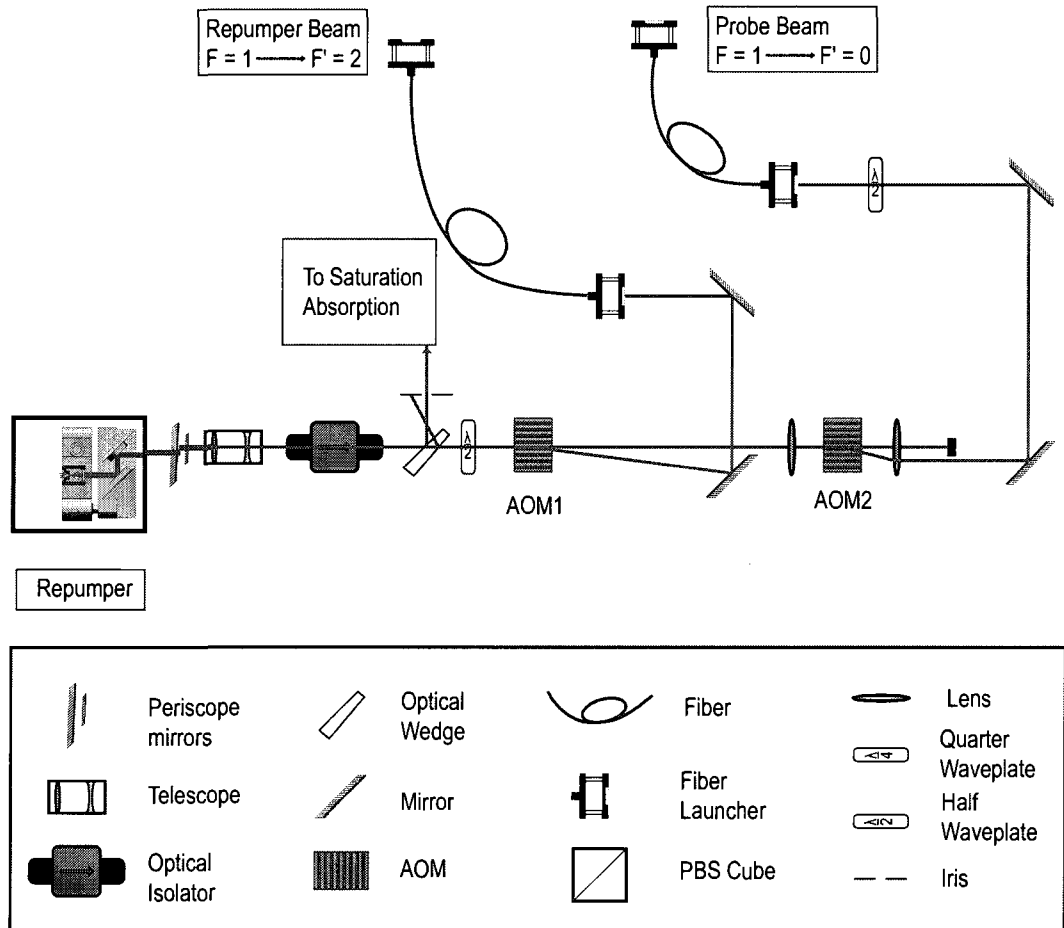 Repumper Beam
F = 1 ⟶ F' = 2
Probe Beam
F = 1 ⟶ F' = 0
λ/2
To Saturation
Absorption
λ/2
AOM1
AOM2
Repumper
Periscope
mirrors
Optical
Wedge
Fiber
Lens
λ/4
Quarter
Waveplate
Telescope
Mirror
Fiber
Launcher
λ/2
Half
Waveplate
Optical
Isolator
AOM
PBS Cube
Iris